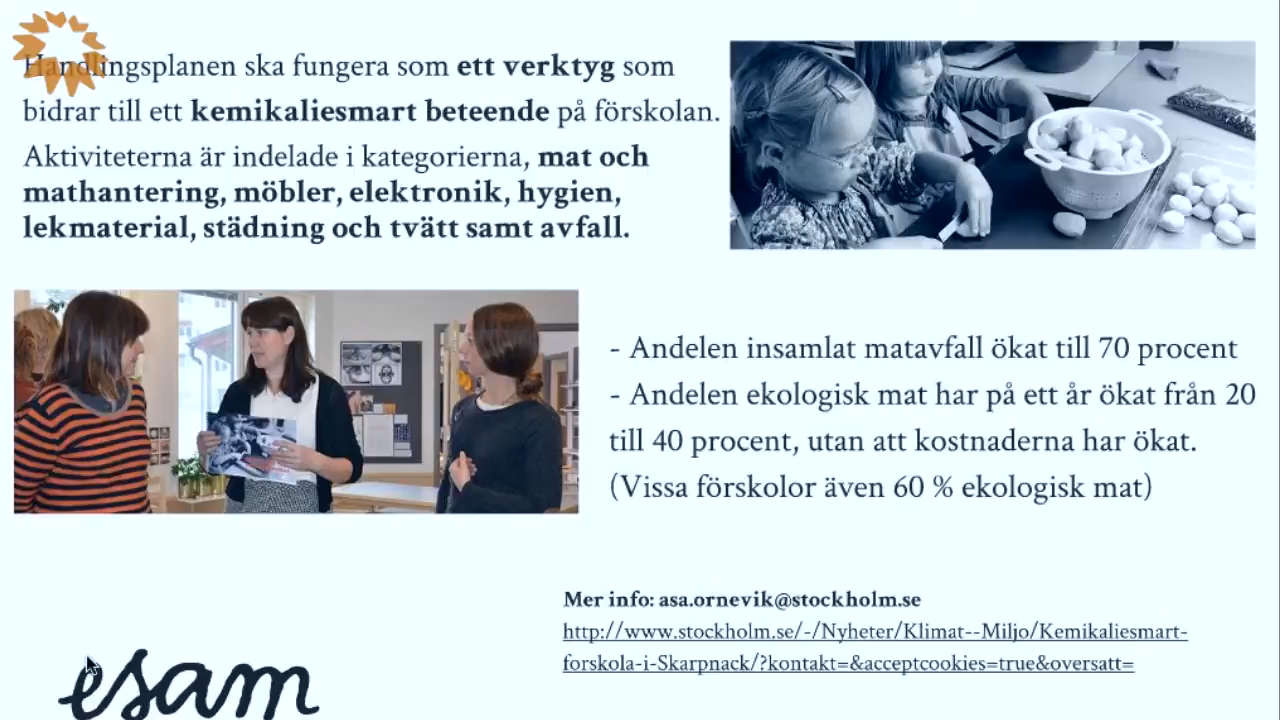 Handlingsplanen ska fungera som ett verktyg som
bidrar till ett kemikaliesmart beteende på förskolan.
Aktiviteterna är indelade i kategorierna, mat och
mathantering, möbler, elektronik, hygien,
lekmaterial, städning och tvätt samt avfall.
- Andelen insamlat matavfall ökat till 70 procent
- Andelen ekologisk mat har på ett år ökat från 20
till 40 procent, utan att kostnaderna har ökat.
(Vissa förskolor även 60 % ekologisk mat)
Mer info: asa.ornevik@stockholm.se
http://www.stockholm.se/-/Nyheter/Klimat--Miljo/Kemikaliesmart-
forskola-i-Skarpnack/?kontakt=&acceptcookies=true&oversatt=
esam